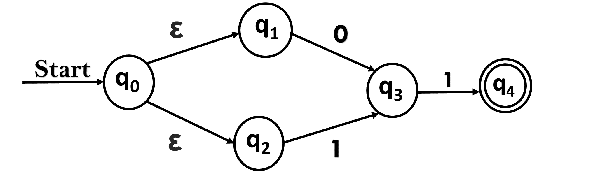 ε
q₁
0
Start
q₀
q₃
1
q₄
ε
q₂
1